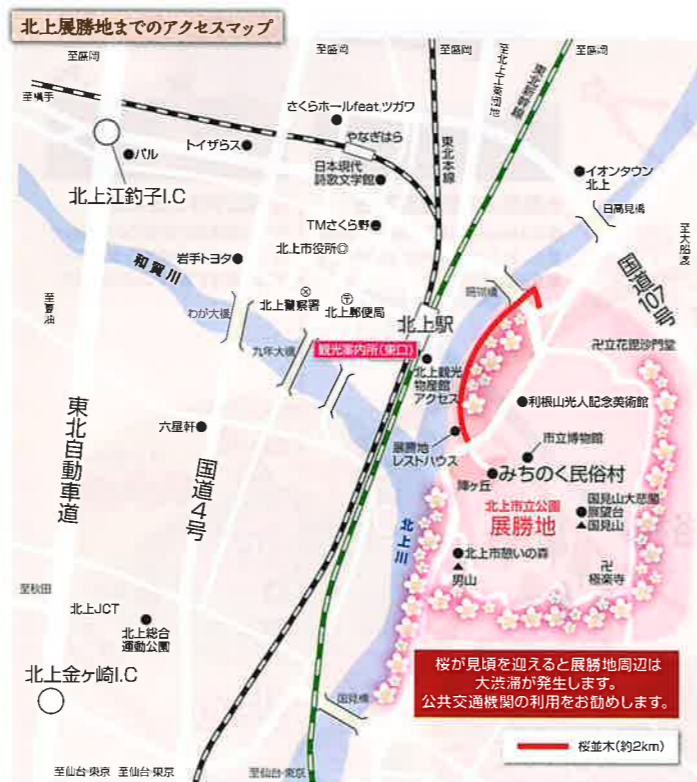 北上展勝地までのアクセスマップ
至盛岡
至盛岡
至盛岡
至盛岡
至北上工業団地
東北新幹線
至横手
さくらホールfeat.ツガワ
やなぎはら
トイザらス
パル
東北本線
日本現代
詩歌文学館
イオンタウン
北上
北上江釣子I.C
日高見橋
至大船渡
TMさくら野
北上市役所◎
国道107号
岩手トヨタ
和賀川
珊瑚橋
至夏油
わが大橋
北上警察署
〒
北上郵便局
北上駅
卍立花毘沙門堂
九年大橋
観光案内所(東口)
北上観光
物産館
アクセス
利根山光人記念美術館
東北自動車道
六星軒
国道4号
展勝地
レストハウス
市立博物館
みちのく民俗村
陣ヶ丘
北上市立公園
展勝地
国見山大悲閣
展望台
▲国見山
北上川
北上市憩いの森
▲
男山
卍
極楽寺
至秋田
北上JCT
北上総合
運動公園
北上金ヶ崎I.C
国見橋
桜が見頃を迎えると展勝地周辺は
大渋滞が発生します。
公共交通機関の利用をお勧めします。
桜並木(約2km)
至仙台・東京
至仙台・東京
至仙台・東京